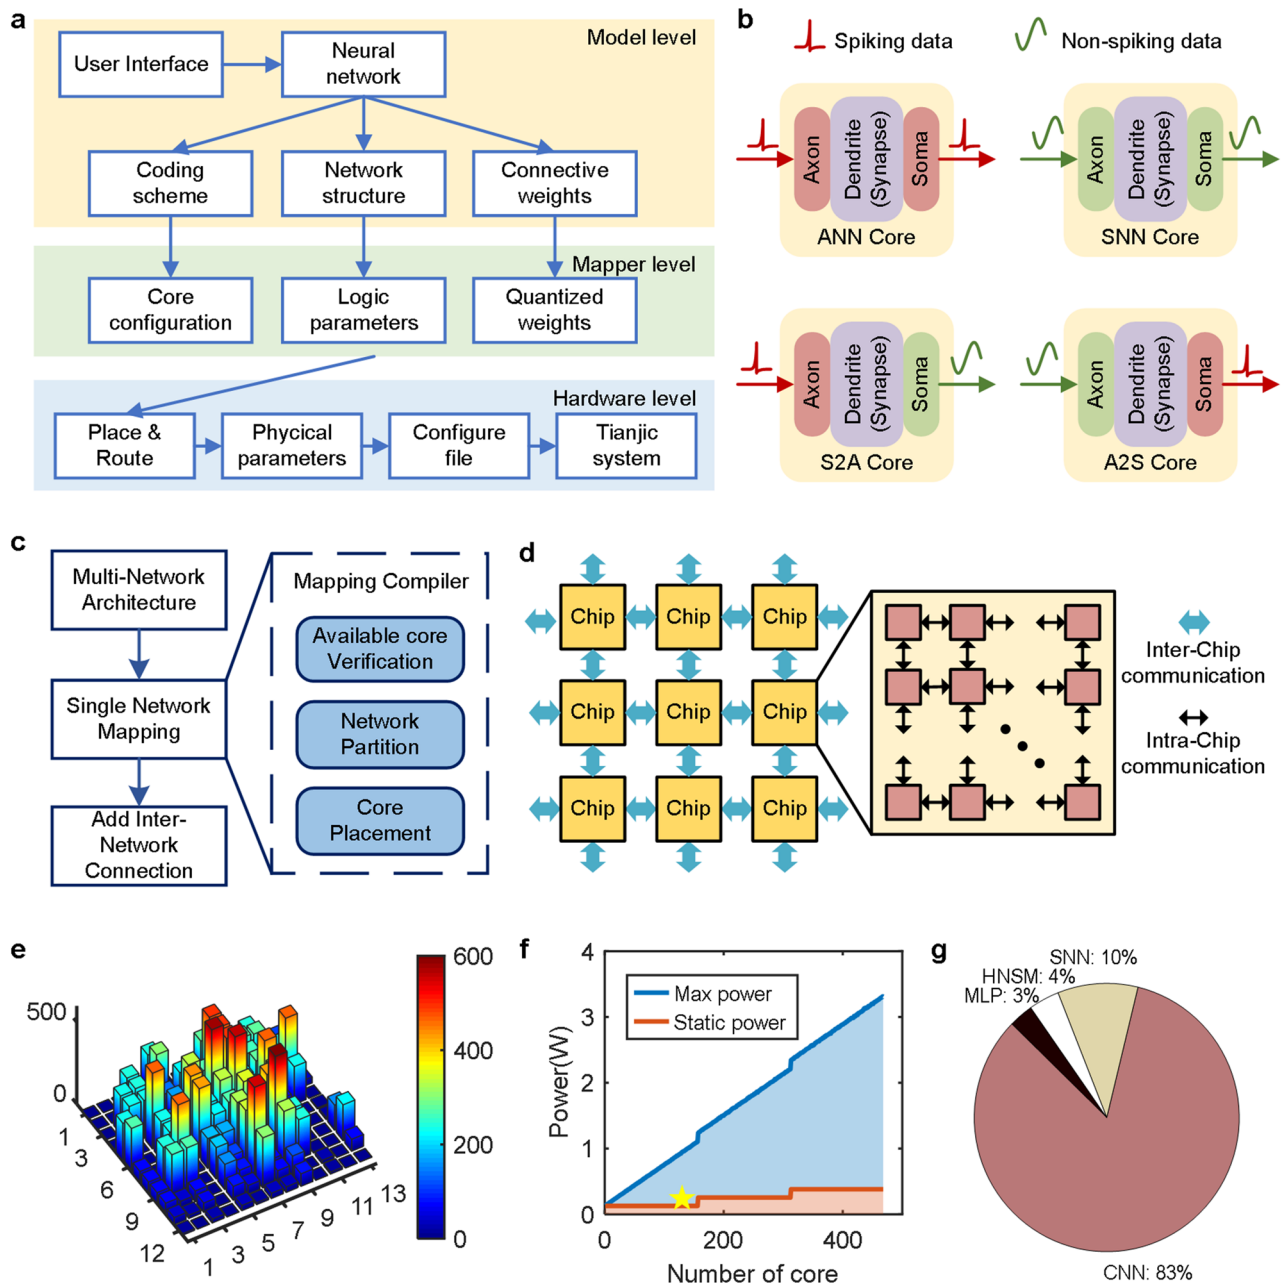 a
Model level
User Interface
Neural
network
Coding
scheme
Network
structure
Connective
weights
Mapper level
Core
configuration
Logic
parameters
Quantized
weights
Hardware level
Place &
Route
Phycical
parameters
Configure
file
Tianjic
system
b
Spiking data
Non-spiking data
Axon
Dendrite
(Synapse)
Soma
ANN Core
Axon
Dendrite
(Synapse)
Soma
SNN Core
Axon
Dendrite
(Synapse)
Soma
S2A Core
Axon
Dendrite
(Synapse)
Soma
A2S Core
c
Multi-Network
Architecture
Single Network
Mapping
Add Inter-
Network
Connection
Mapping Compiler
Available core
Verification
Network
Partition
Core
Placement
d
Chip Chip Chip
Chip Chip Chip
Chip Chip Chip
Inter-Chip
communication
Intra-Chip
communication
e
500
0
1
3
6
9
12
1
3
5
7
9
11
13
600
400
200
0
f
4
3
2
1
0
Power(W)
Max power
Static power
0 200 400
Number of core
g
SNN: 10%
HNSM: 4%
MLP: 3%
CNN: 83%